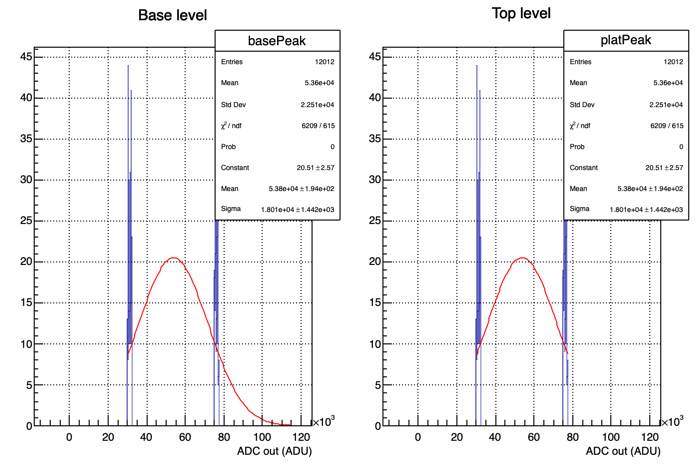 Base level
basePeak
Entries 12012
Mean 5.36e+04
Std Dev 2.251e+04
χ² / ndf 6209 / 615
Prob 0
Constant 20.51 ± 2.57
Mean 5.38e+04 ± 1.94e+02
Sigma 1.801e+04 ± 1.442e+03
45
40
35
30
25
20
15
10
5
0
0 20 40 60 80 100 120
×10³
ADC out (ADU)
Top level
platPeak
Entries 12012
Mean 5.36e+04
Std Dev 2.251e+04
χ² / ndf 6209 / 615
Prob 0
Constant 20.51 ± 2.57
Mean 5.38e+04 ± 1.94e+02
Sigma 1.801e+04 ± 1.442e+03
45
40
35
30
25
20
15
10
5
0
0 20 40 60 80 100 120
×10³
ADC out (ADU)